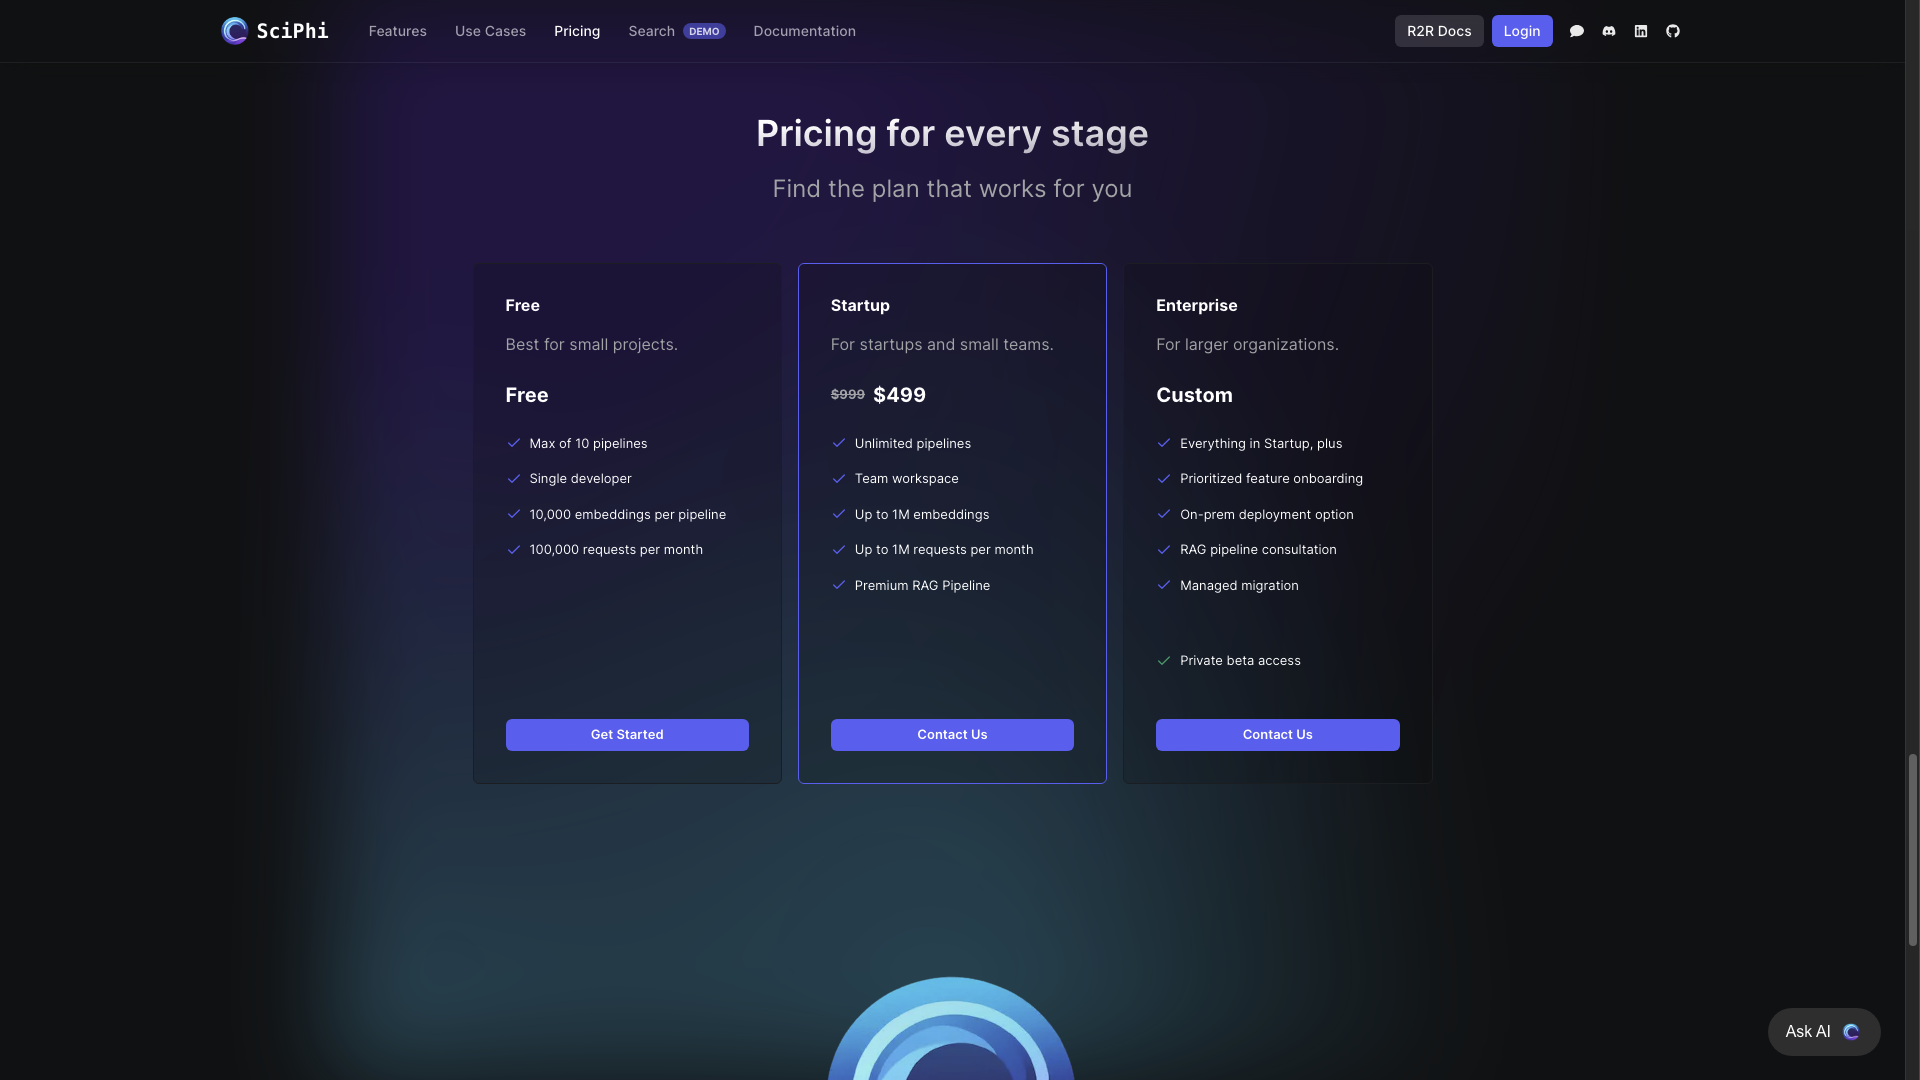 SciPhi Features Use Cases Pricing Search DEMO Documentation R2R Docs Login
Pricing for every stage
Find the plan that works for you
Free
Best for small projects.
Free
Max of 10 pipelines
Single developer
10,000 embeddings per pipeline
100,000 requests per month
Get Started
Startup
For startups and small teams.
$999 $499
Unlimited pipelines
Team workspace
Up to 1M embeddings
Up to 1M requests per month
Premium RAG Pipeline
Contact Us
Enterprise
For larger organizations.
Custom
Everything in Startup, plus
Prioritized feature onboarding
On-prem deployment option
RAG pipeline consultation
Managed migration
Private beta access
Contact Us
Ask AI